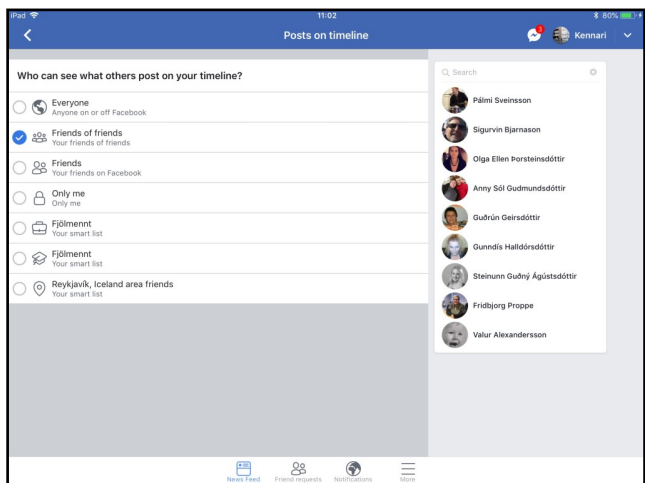 iPad 11:02 80%
Posts on timeline 3 Kennari
Who can see what others post on your timeline?
Everyone
Anyone on or off Facebook
Friends of friends
Your friends of friends
Friends
Your friends on Facebook
Only me
Only me
Fjölmennt
Your smart list
Fjölmennt
Your smart list
Reykjavík, Iceland area friends
Your smart list
Search
Pálmi Sveinsson
Sigurvin Bjarnason
Olga Ellen Þorsteinsdóttir
Anny Sól Gudmundsdóttir
Guðrún Geirsdóttir
Gunndís Halldórsdóttir
Steinunn Guðný Ágústsdóttir
Fridbjorg Proppe
Valur Alexandersson
News Feed Friend requests Notifications More